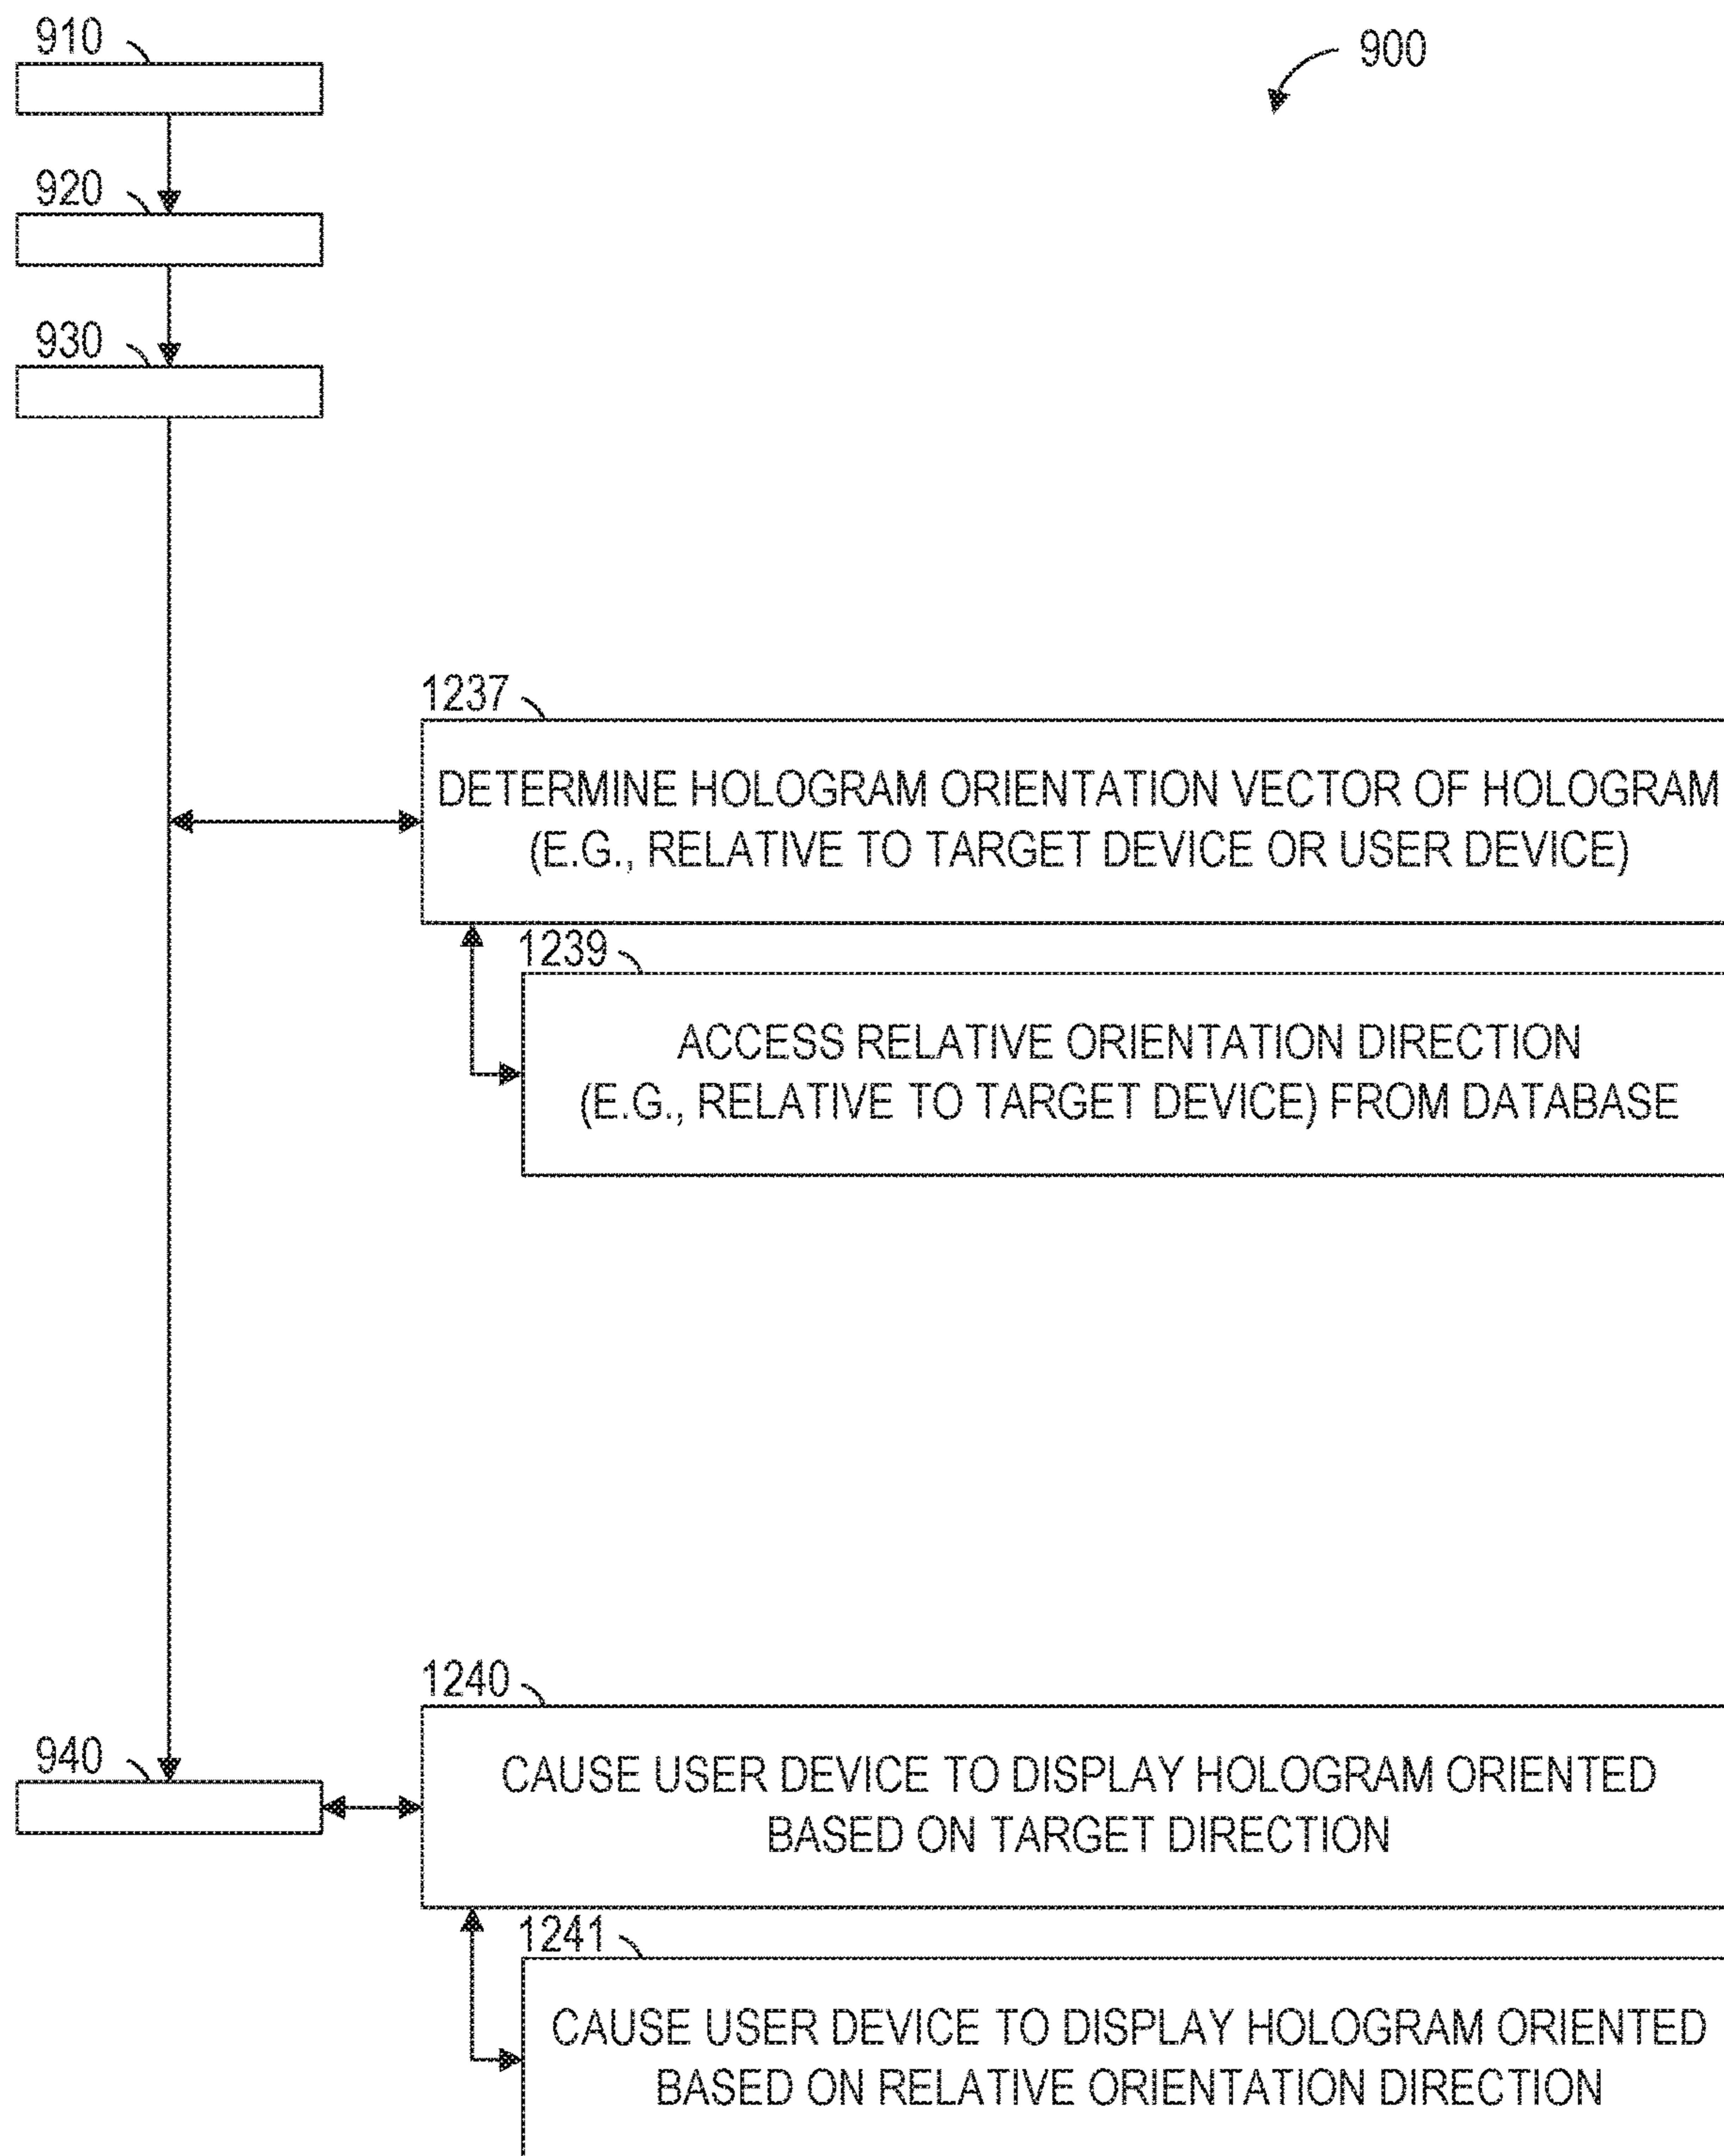 910
900
920
930
1237
DETERMINE HOLOGRAM ORIENTATION VECTOR OF HOLOGRAM
(E.G., RELATIVE TO TARGET DEVICE OR USER DEVICE)
1239
ACCESS RELATIVE ORIENTATION DIRECTION
(E.G., RELATIVE TO TARGET DEVICE) FROM DATABASE
1240
940
CAUSE USER DEVICE TO DISPLAY HOLOGRAM ORIENTED
BASED ON TARGET DIRECTION
1241
CAUSE USER DEVICE TO DISPLAY HOLOGRAM ORIENTED
BASED ON RELATIVE ORIENTATION DIRECTION